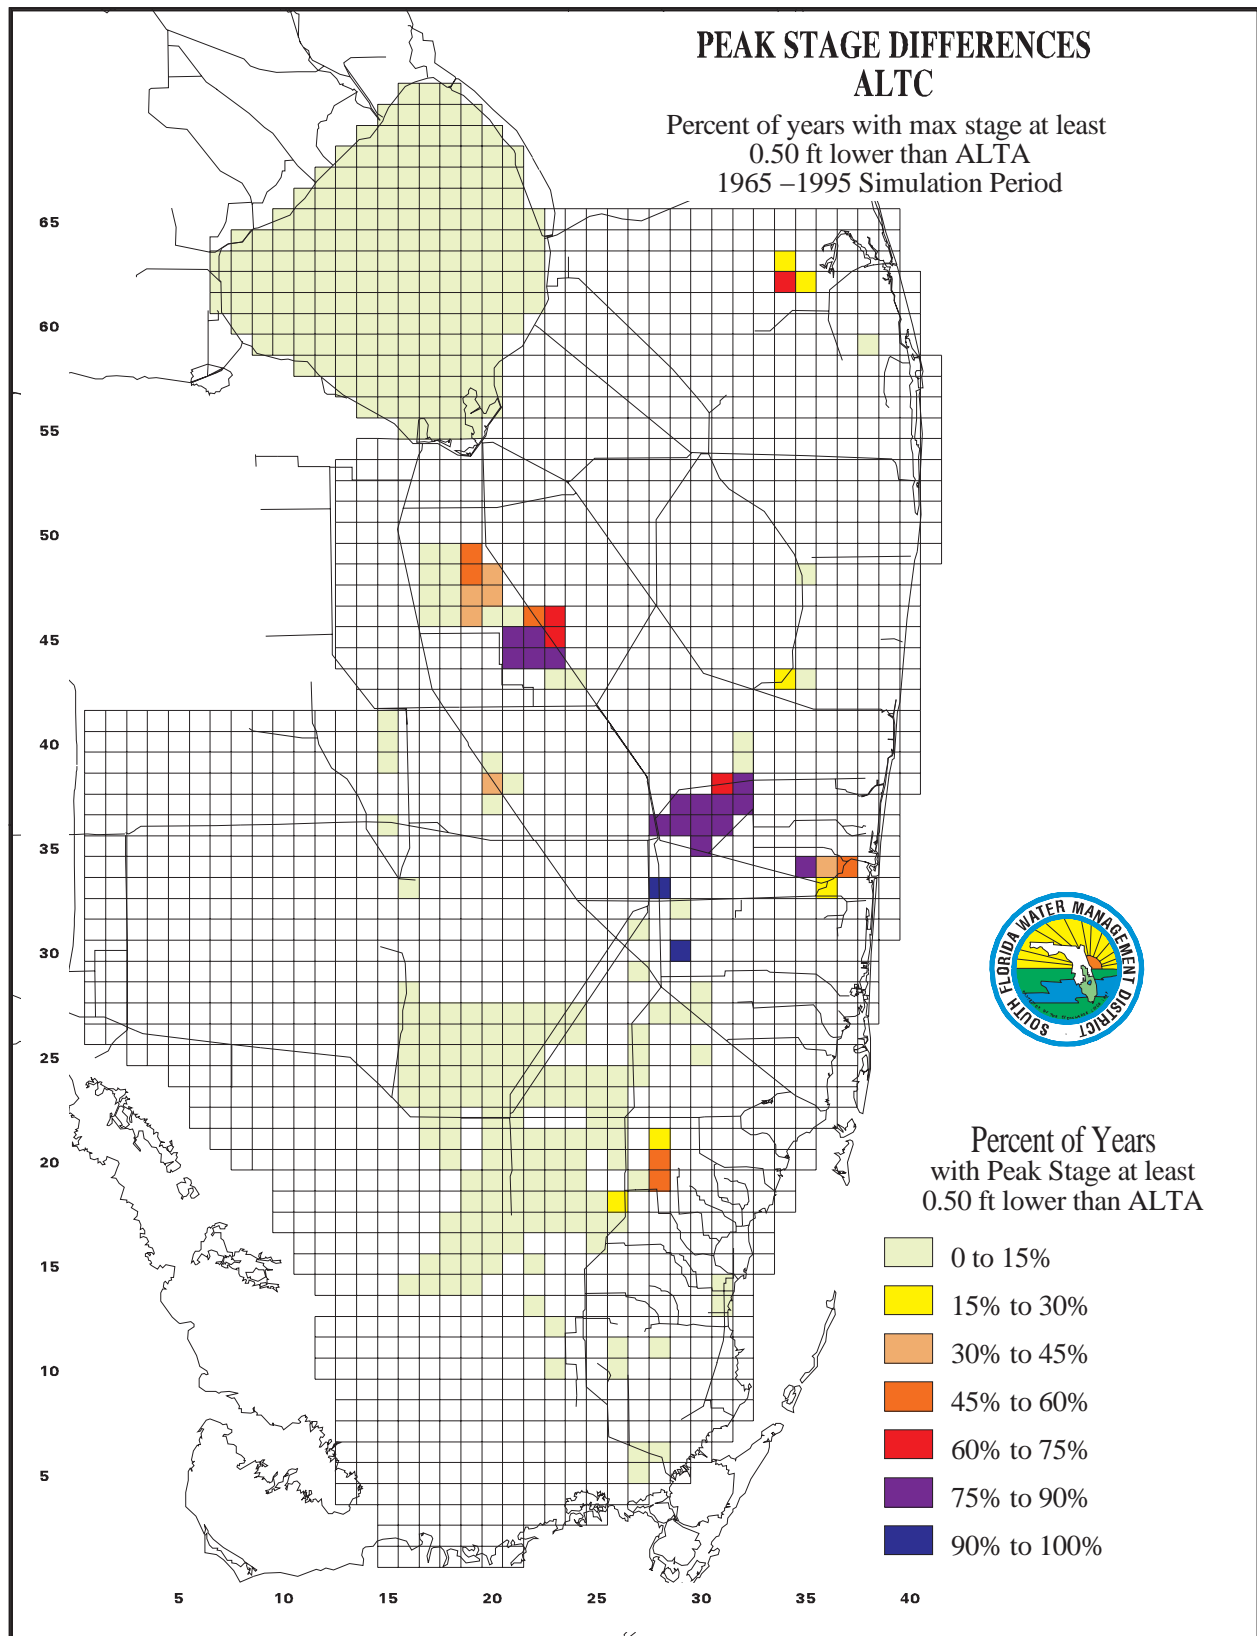 PEAK STAGE DIFFERENCES
ALTC
Percent of years with max stage at least
0.50 ft lower than ALTA
1965 –1995 Simulation Period
65
60
55
50
45
40
35
30
25
20
15
10
5
5 10 15 20 25 30 35 40
SOUTH FLORIDA WATER MANAGEMENT DISTRICT
Percent of Years
with Peak Stage at least
0.50 ft lower than ALTA
0 to 15%
15% to 30%
30% to 45%
45% to 60%
60% to 75%
75% to 90%
90% to 100%